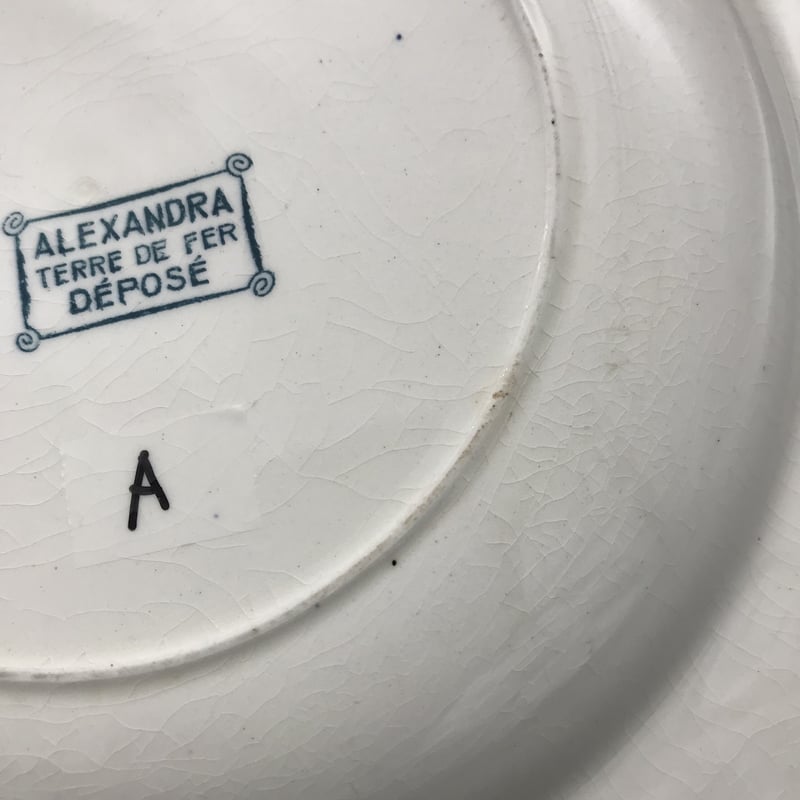 ALEXANDRA
TERRE DE FER
DÉPOSÉ
A